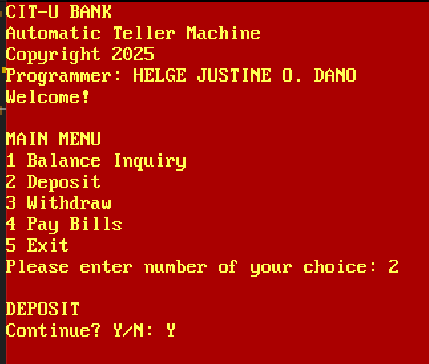 CIT-U BANK
Automatic Teller Machine
Copyright 2025
Programmer: HELGE JUSTINE O. DANO
Welcome!
MAIN MENU
1 Balance Inquiry
2 Deposit
3 Withdraw
4 Pay Bills
5 Exit
Please enter number of your choice: 2
DEPOSIT
Continue? Y/N: Y